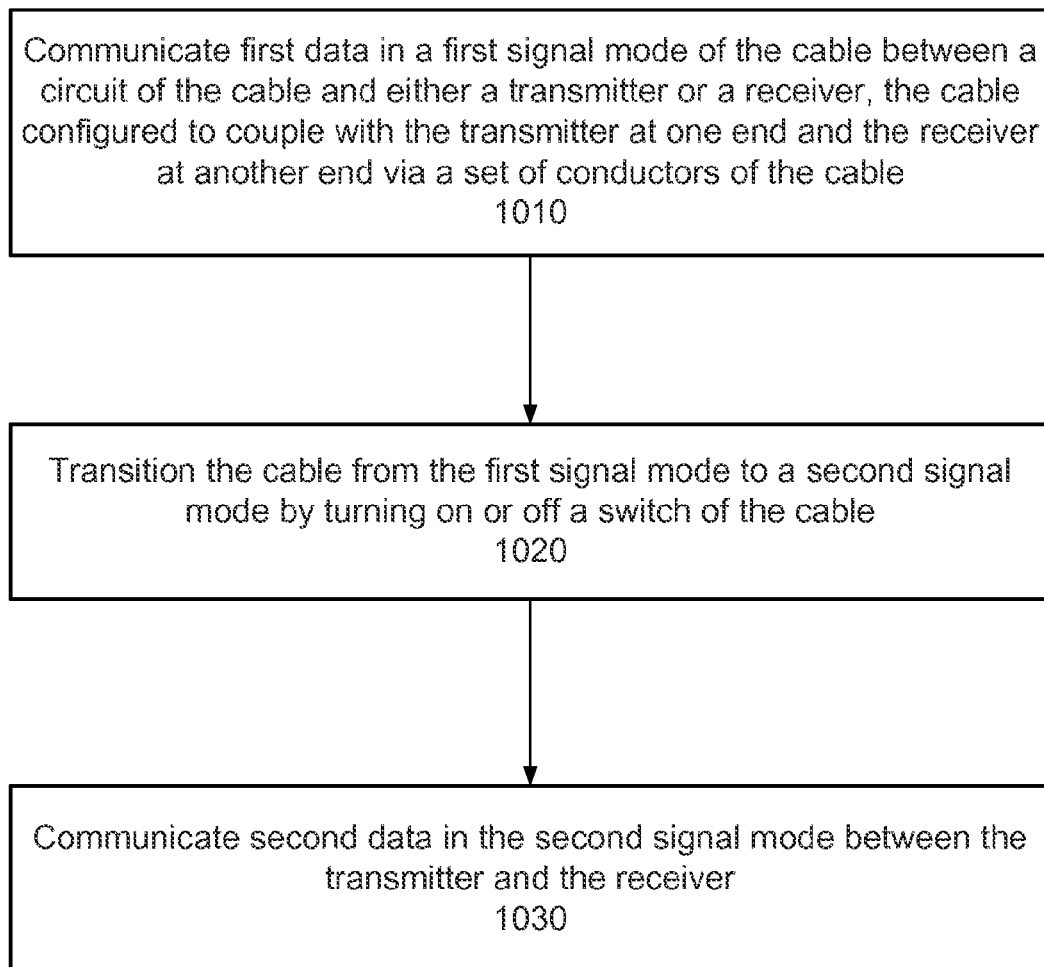 Communicate first data in a first signal mode of the cable between a
circuit of the cable and either a transmitter or a receiver, the cable
configured to couple with the transmitter at one end and the receiver
at another end via a set of conductors of the cable
1010
Transition the cable from the first signal mode to a second signal
mode by turning on or off a switch of the cable
1020
Communicate second data in the second signal mode between the
transmitter and the receiver
1030